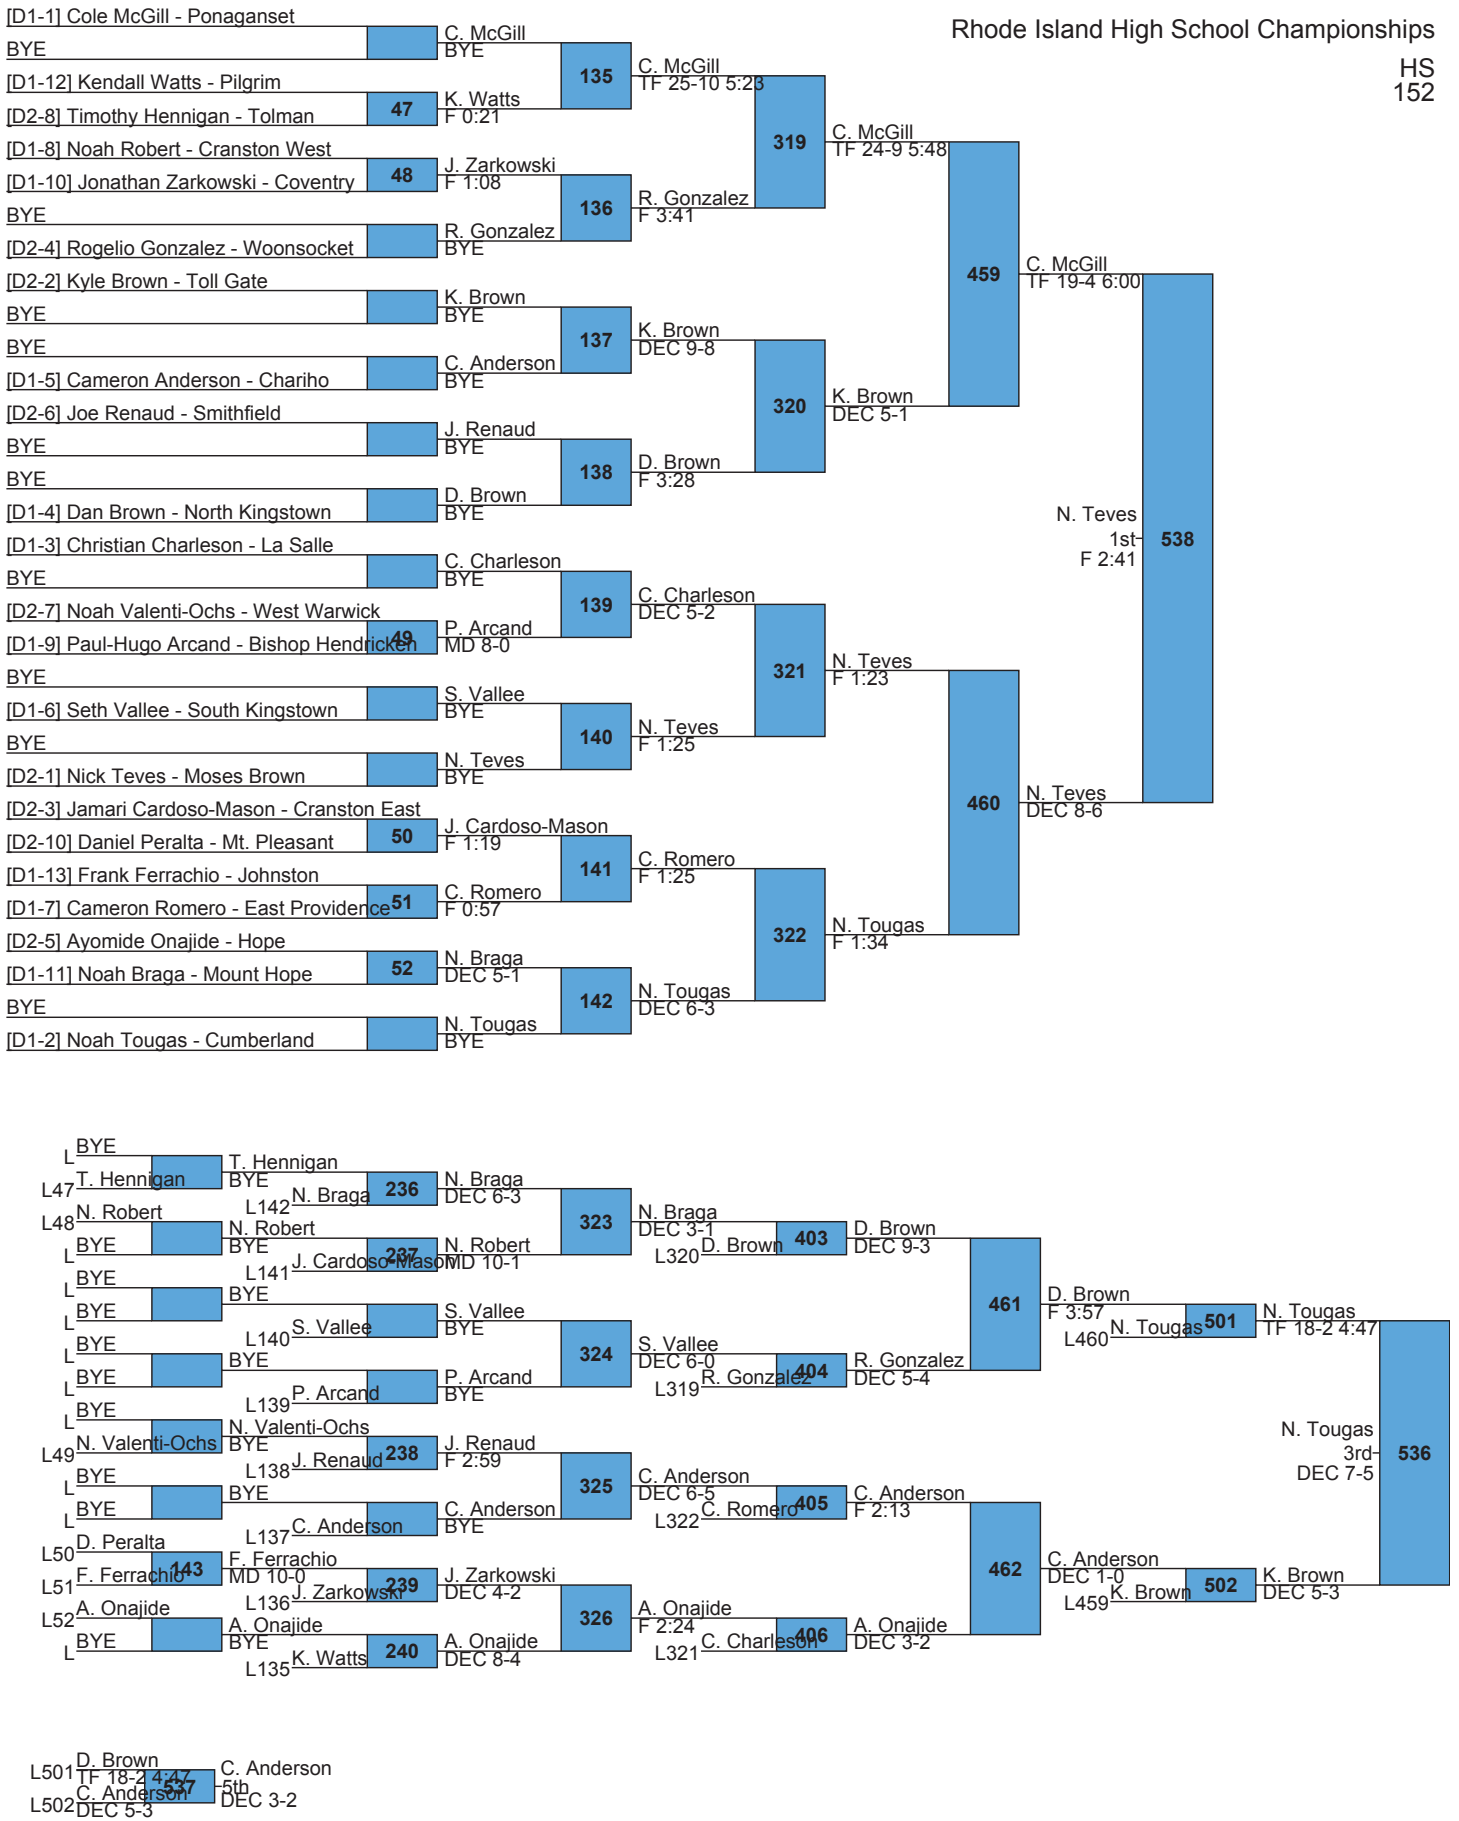 Rhode Island High School Championships
HS
152
[D1-1] Cole McGill - Ponaganset
BYE
[D1-12] Kendall Watts - Pilgrim
[D2-8] Timothy Hennigan - Tolman
47
[D1-8] Noah Robert - Cranston West
[D1-10] Jonathan Zarkowski - Coventry
48
BYE
[D2-4] Rogelio Gonzalez - Woonsocket
[D2-2] Kyle Brown - Toll Gate
BYE
BYE
[D1-5] Cameron Anderson - Chariho
[D2-6] Joe Renaud - Smithfield
BYE
BYE
[D1-4] Dan Brown - North Kingstown
[D1-3] Christian Charleson - La Salle
BYE
[D2-7] Noah Valenti-Ochs - West Warwick
[D1-9] Paul-Hugo Arcand - Bishop Hendricken
49
BYE
[D1-6] Seth Vallee - South Kingstown
BYE
[D2-1] Nick Teves - Moses Brown
[D2-3] Jamari Cardoso-Mason - Cranston East
[D2-10] Daniel Peralta - Mt. Pleasant
50
[D1-13] Frank Ferrachio - Johnston
[D1-7] Cameron Romero - East Providence
51
[D2-5] Ayomide Onajide - Hope
[D1-11] Noah Braga - Mount Hope
52
BYE
[D1-2] Noah Tougas - Cumberland
C. McGill
BYE
135
K. Watts
F 0:21
J. Zarkowski
F 1:08
136
R. Gonzalez
BYE
K. Brown
BYE
137
C. Anderson
BYE
J. Renaud
BYE
138
D. Brown
BYE
C. Charleson
BYE
139
P. Arcand
MD 8-0
S. Vallee
BYE
140
N. Teves
BYE
J. Cardoso-Mason
F 1:19
141
C. Romero
F 0:57
N. Braga
DEC 5-1
142
N. Tougas
BYE
C. McGill
TF 25-10 5:23
319
R. Gonzalez
F 3:41
K. Brown
DEC 9-8
320
D. Brown
F 3:28
C. Charleson
DEC 5-2
321
N. Teves
F 1:25
C. Romero
F 1:25
322
N. Tougas
DEC 6-3
C. McGill
TF 24-9 5:48
459
K. Brown
DEC 5-1
N. Teves
F 1:23
460
N. Tougas
F 1:34
C. McGill
TF 19-4 6:00
N. Teves
1st
F 2:41
538
N. Teves
DEC 8-6
L
BYE
L47
T. Hennigan
L48
N. Robert
L
BYE
L
BYE
L
BYE
L
BYE
L
BYE
L
BYE
L49
N. Valenti-Ochs
L
BYE
L
BYE
L50
D. Peralta
143
L51
F. Ferrachio
L52
A. Onajide
L
BYE
T. Hennigan
BYE
236
L142
N. Braga
N. Robert
BYE
237
L141
J. Cardoso-Mason
BYE
L140
S. Vallee
BYE
L139
P. Arcand
N. Valenti-Ochs
BYE
238
L138
J. Renaud
BYE
L137
C. Anderson
F. Ferrachio
MD 10-0
239
L136
J. Zarkowski
A. Onajide
BYE
240
L135
K. Watts
N. Braga
DEC 6-3
323
N. Robert
MD 10-1
S. Vallee
BYE
324
P. Arcand
BYE
J. Renaud
F 2:59
325
C. Anderson
BYE
J. Zarkowski
DEC 4-2
326
A. Onajide
DEC 8-4
N. Braga
DEC 3-1
403
L320
D. Brown
S. Vallee
DEC 6-0
404
L319
R. Gonzalez
C. Anderson
DEC 6-5
405
L322
C. Romero
A. Onajide
F 2:24
406
L321
C. Charleson
D. Brown
DEC 9-3
461
R. Gonzalez
DEC 5-4
C. Anderson
F 2:13
462
A. Onajide
DEC 3-2
D. Brown
F 3:57
501
L460
N. Tougas
C. Anderson
DEC 1-0
502
L459
K. Brown
N. Tougas
TF 18-2 4:47
N. Tougas
3rd
DEC 7-5
536
K. Brown
DEC 5-3
L501
D. Brown
TF 18-2 4:47
537
L502
C. Anderson
DEC 5-3
C. Anderson
5th
DEC 3-2